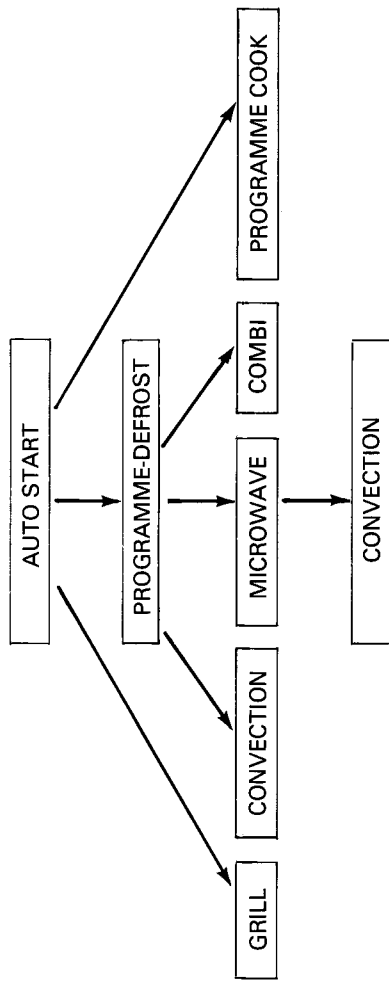 AUTO START
PROGRAMME-DEFROST
GRILL
CONVECTION
MICROWAVE
COMBI
PROGRAMME COOK
CONVECTION